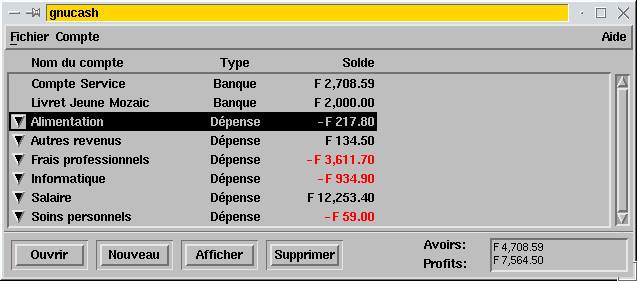 gnucash
Fichier Compte Aide
Nom du compte Type Solde
Compte Service Banque F 2,708.59
Livret Jeune Mozaic Banque F 2,000.00
Alimentation Dépense -F 217.80
Autres revenus Dépense F 134.50
Frais professionnels Dépense -F 3,611.70
Informatique Dépense -F 934.90
Salaire Dépense F 12,253.40
Soins personnels Dépense -F 59.00
Ouvrir Nouveau Afficher Supprimer
Avoirs: F 4,708.59
Profits: F 7,564.50